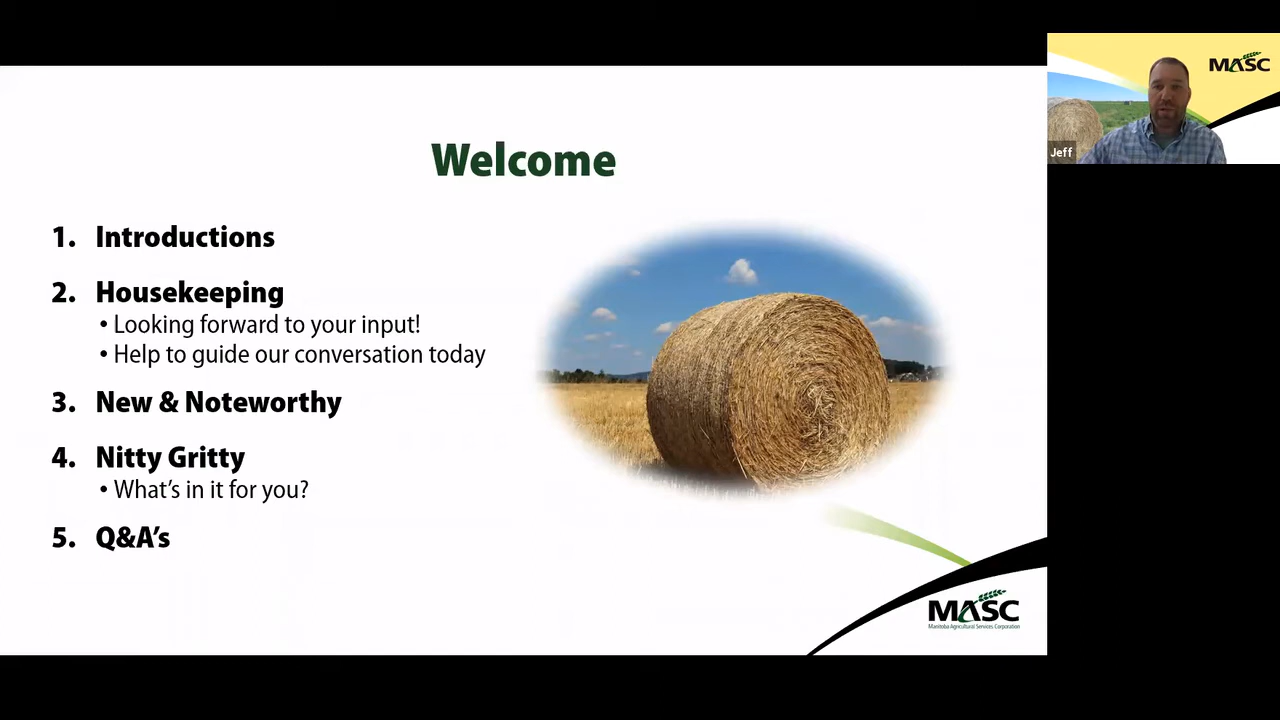 Welcome
1. Introductions
2. Housekeeping
• Looking forward to your input!
• Help to guide our conversation today
3. New & Noteworthy
4. Nitty Gritty
• What's in it for you?
5. Q&A's
MASC
Manitoba Agricultural Services Corporation
MASC
Jeff